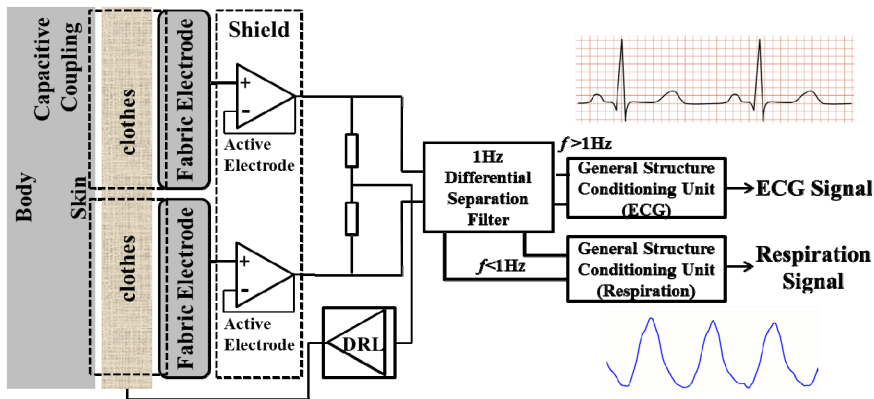 Capacitive
Coupling
Body
Skin
clothes
clothes
Fabric Electrode
Fabric Electrode
Shield
+
-
Active
Electrode
+
-
Active
Electrode
DRL
1Hz
Differential
Separation
Filter
f>1Hz
f<1Hz
General Structure
Conditioning Unit
(ECG)
ECG Signal
General Structure
Conditioning Unit
(Respiration)
Respiration
Signal